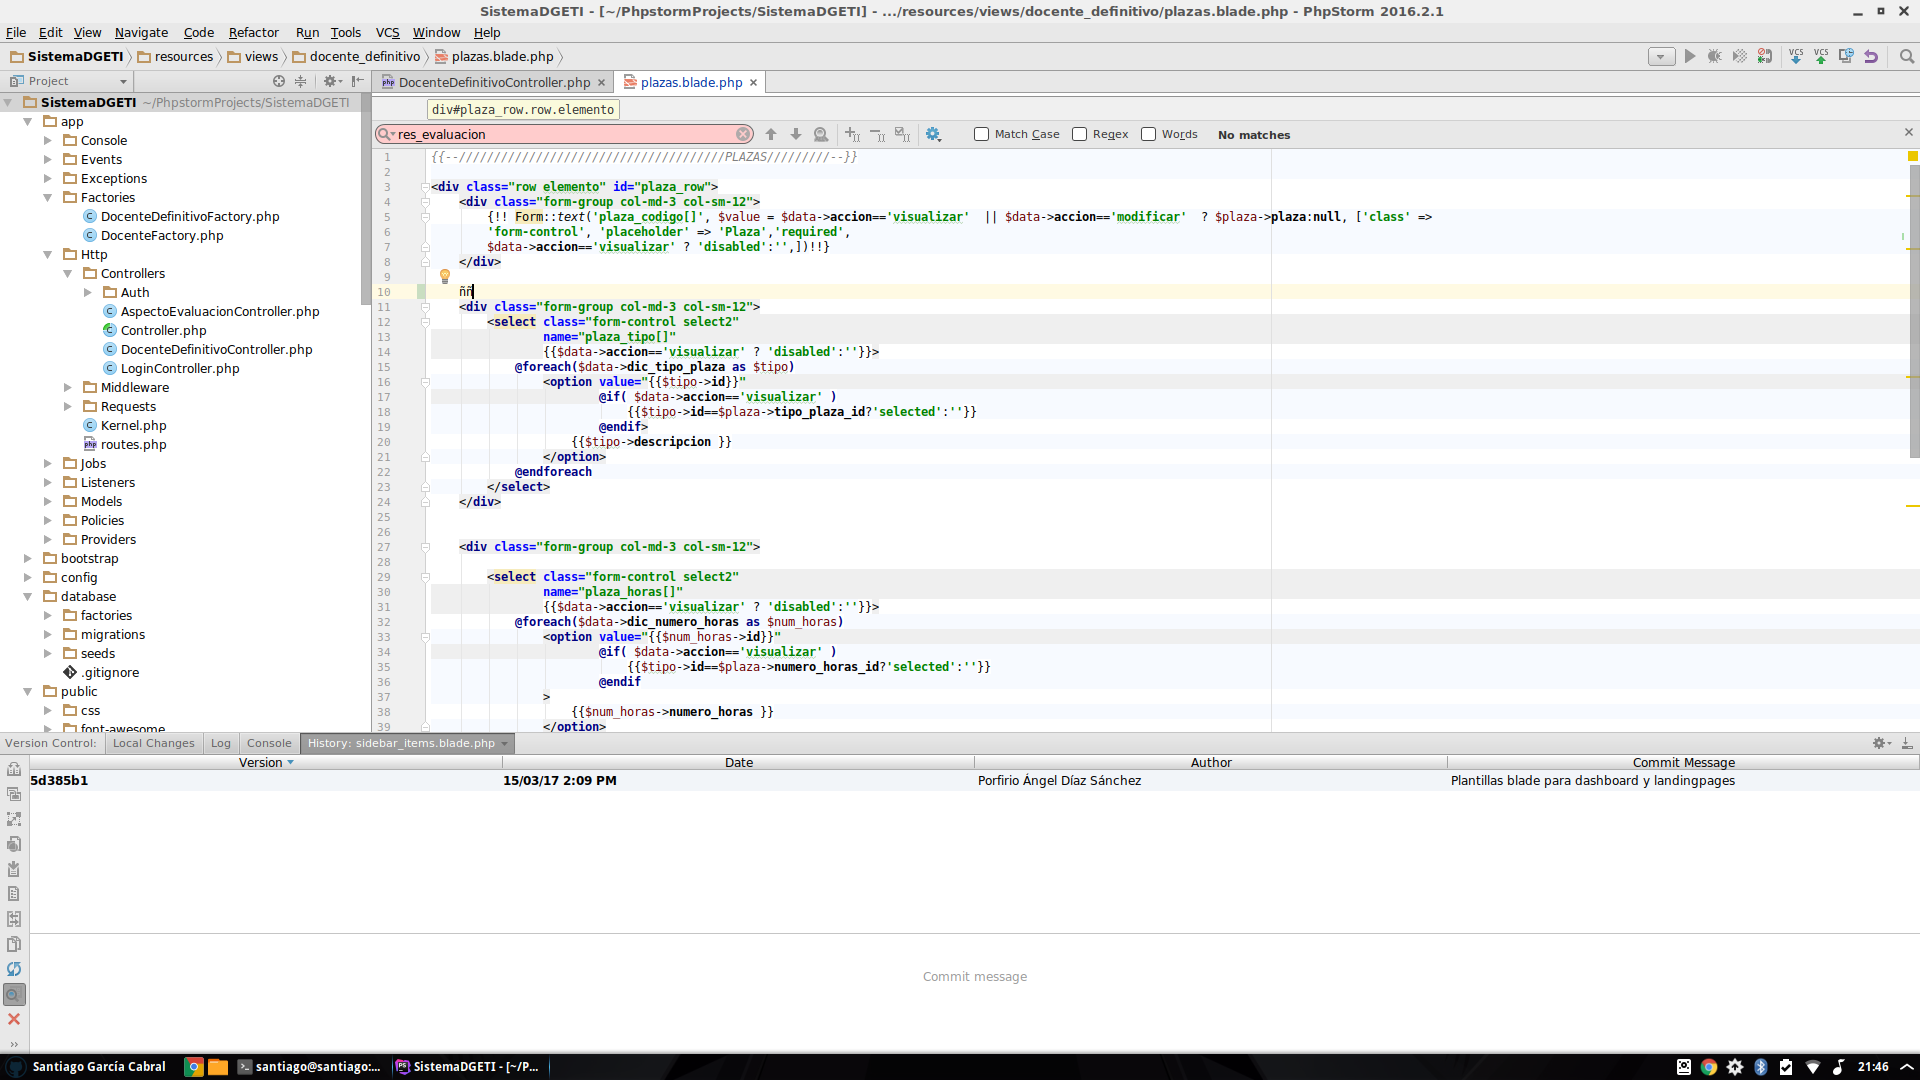 SistemaDGETI - [~/PhpstormProjects/SistemaDGETI] - .../resources/views/docente_definitivo/plazas.blade.php - PhpStorm 2016.2.1
File Edit View Navigate Code Refactor Run Tools VCS Window Help
SistemaDGETI resources views docente_definitivo plazas.blade.php
VCS VCS
Project
DocenteDefinitivoController.php plazas.blade.php
SistemaDGETI ~/PhpstormProjects/SistemaDGETI
app
Console
Events
Exceptions
Factories
DocenteDefinitivoFactory.php
DocenteFactory.php
Http
Controllers
Auth
AspectoEvaluacionController.php
Controller.php
DocenteDefinitivoController.php
LoginController.php
Middleware
Requests
Kernel.php
routes.php
Jobs
Listeners
Models
Policies
Providers
bootstrap
config
database
factories
migrations
seeds
.gitignore
public
css
font-awesome
div#plaza_row.row.elemento
res_evaluacion Match Case Regex Words No matches
1 {{--//////////////////////////////////////PLAZAS/////////--}}
2
3 <div class="row elemento" id="plaza_row">
4 <div class="form-group col-md-3 col-sm-12">
5 {!! Form::text('plaza_codigo[]', $value = $data->accion=='visualizar' || $data->accion=='modificar' ? $plaza->plaza:null, ['class' =>
6 'form-control', 'placeholder' => 'Plaza','required',
7 $data->accion=='visualizar' ? 'disabled':'',])!!}
8 </div>
9
10 ññ
11 <div class="form-group col-md-3 col-sm-12">
12 <select class="form-control select2"
13 name="plaza_tipo[]"
14 {{$data->accion=='visualizar' ? 'disabled':''}}>
15 @foreach($data->dic_tipo_plaza as $tipo)
16 <option value="{{$tipo->id}}"
17 @if( $data->accion=='visualizar' )
18 {{$tipo->id==$plaza->tipo_plaza_id?'selected':''}}
19 @endif>
20 {{$tipo->descripcion }}
21 </option>
22 @endforeach
23 </select>
24 </div>
25
26
27 <div class="form-group col-md-3 col-sm-12">
28
29 <select class="form-control select2"
30 name="plaza_horas[]"
31 {{$data->accion=='visualizar' ? 'disabled':''}}>
32 @foreach($data->dic_numero_horas as $num_horas)
33 <option value="{{$num_horas->id}}"
34 @if( $data->accion=='visualizar' )
35 {{$tipo->id==$plaza->numero_horas_id?'selected':''}}
36 @endif
37 >
38 {{$num_horas->numero_horas }}
39 </option>
Version Control: Local Changes Log Console History: sidebar_items.blade.php
Version Date Author Commit Message
5d385b1 15/03/17 2:09 PM Porfirio Ángel Díaz Sánchez Plantillas blade para dashboard y landingpages
Commit message
Santiago García Cabral santiago@santiago:... SistemaDGETI - [~/P... 21:46